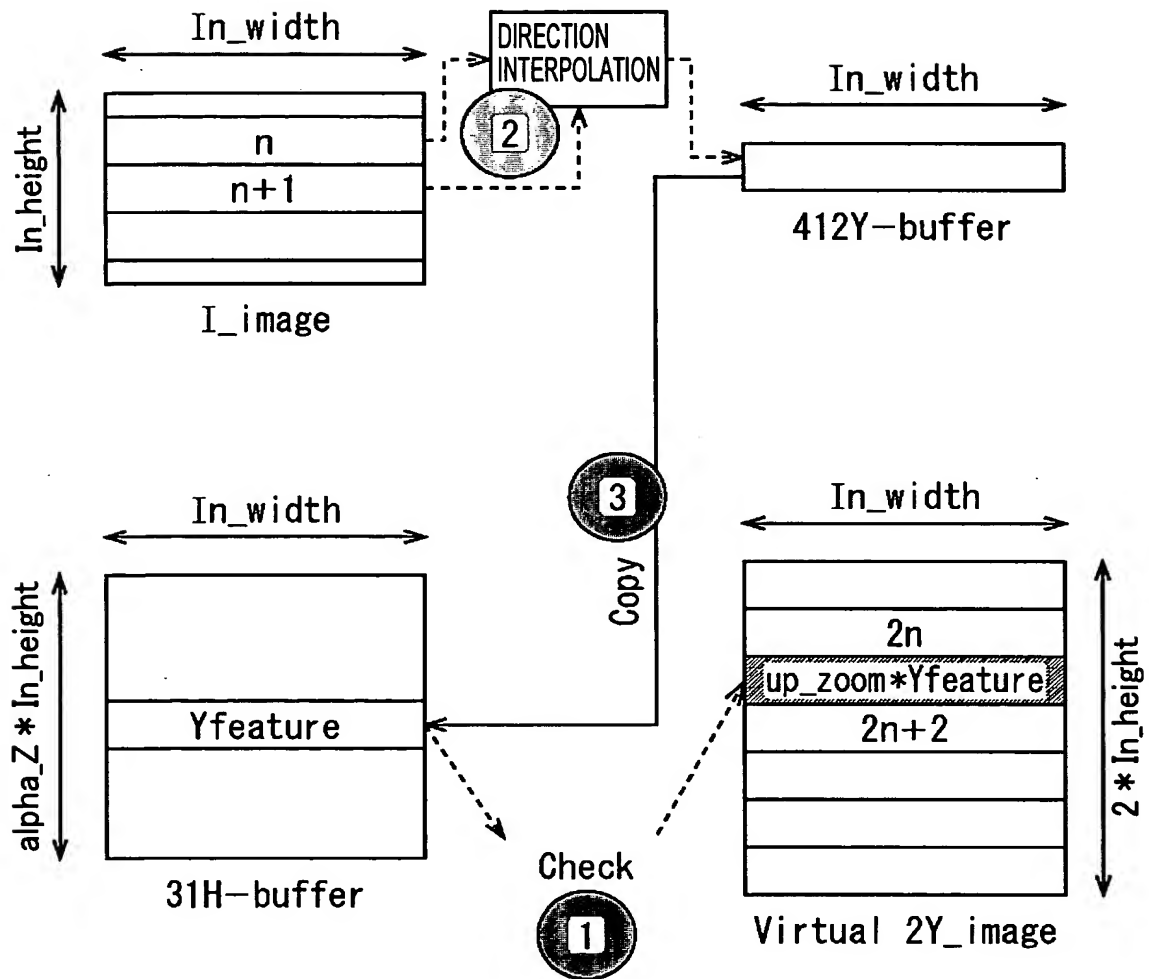 In_width
DIRECTION
INTERPOLATION
In_width
In_height
n
n+1
2
412Y-buffer
I_image
In_width
3
In_width
Copy
alpha_Z*In_height
Yfeature
2n
up_zoom*Yfeature
2n+2
2*In_height
31H-buffer
Check
1
Virtual 2Y_image